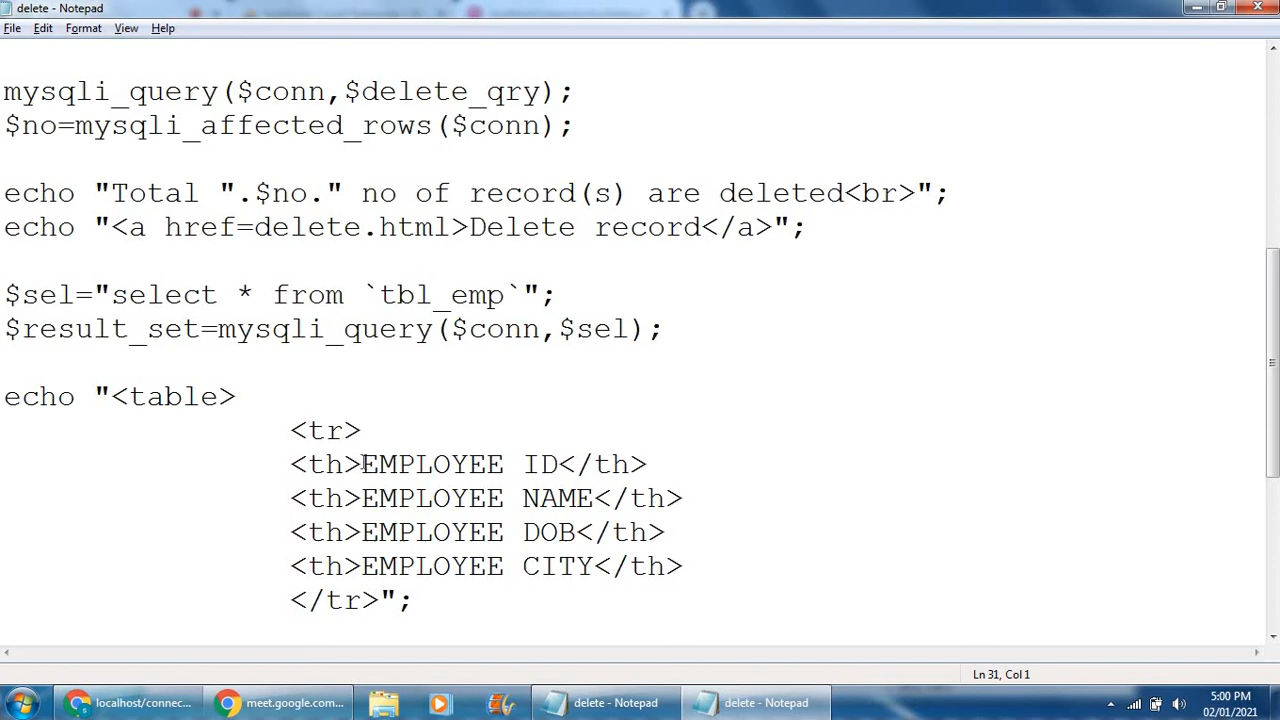 delete - Notepad
File Edit Format View Help
mysqli_query($conn,$delete_qry);
$no=mysqli_affected_rows($conn);
echo "Total ".$no." no of record(s) are deleted<br>";
echo "<a href=delete.html>Delete record</a>";
$sel="select * from `tbl_emp`";
$result_set=mysqli_query($conn,$sel);
echo "<table>
<tr>
<th>EMPLOYEE ID</th>
<th>EMPLOYEE NAME</th>
<th>EMPLOYEE DOB</th>
<th>EMPLOYEE CITY</th>
</tr>";
Ln 31, Col 1
localhost/connec... meet.google.com... delete - Notepad delete - Notepad
5:00 PM
02/01/2021